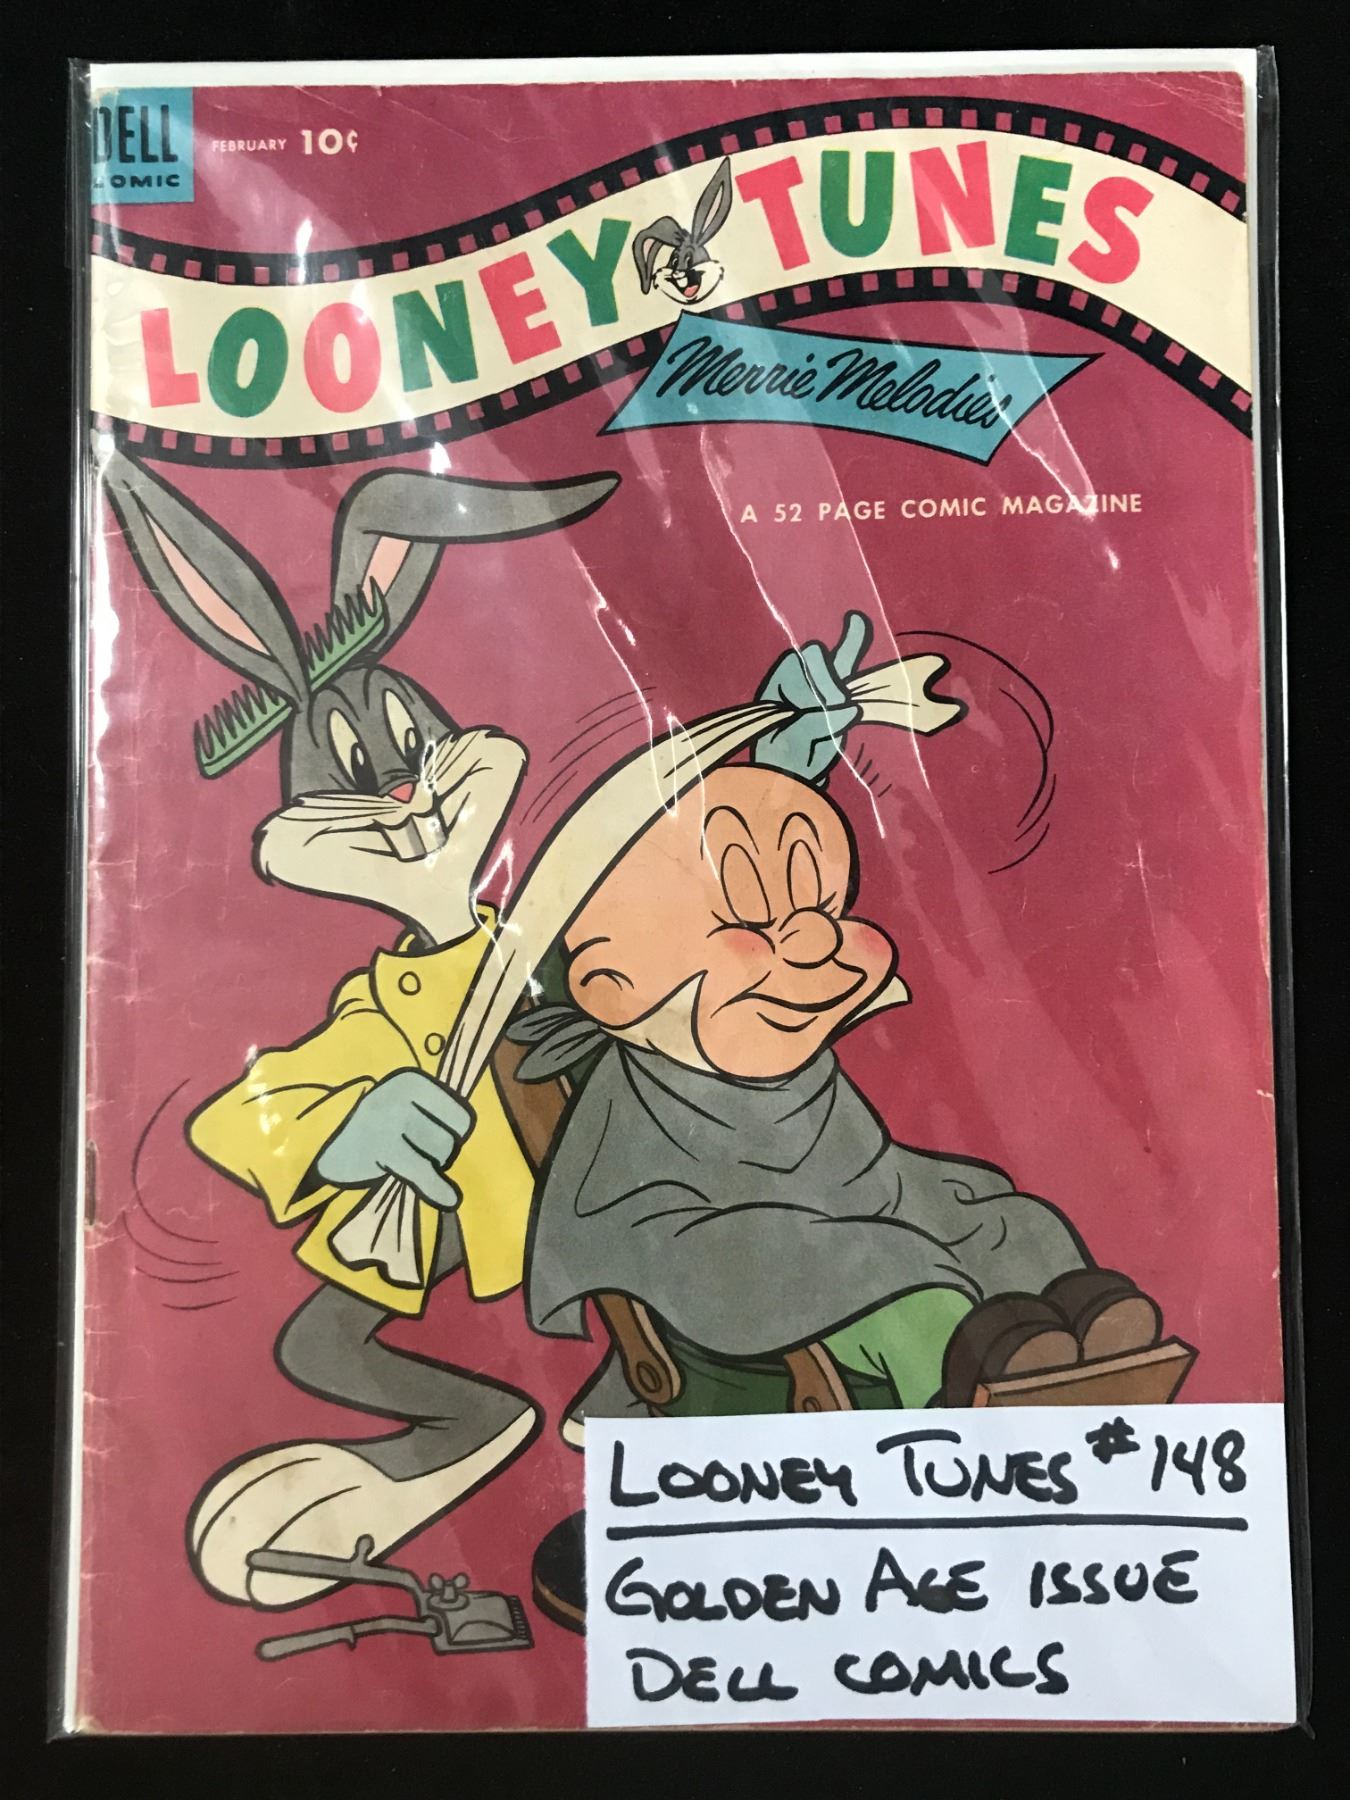 DELL
COMIC
FEBRUARY 10¢
LOONEY TUNES
Merrie Melodies
A 52 PAGE COMIC MAGAZINE
LOONEY TUNES #148
GOLDEN AGE ISSUE
DELL COMICS